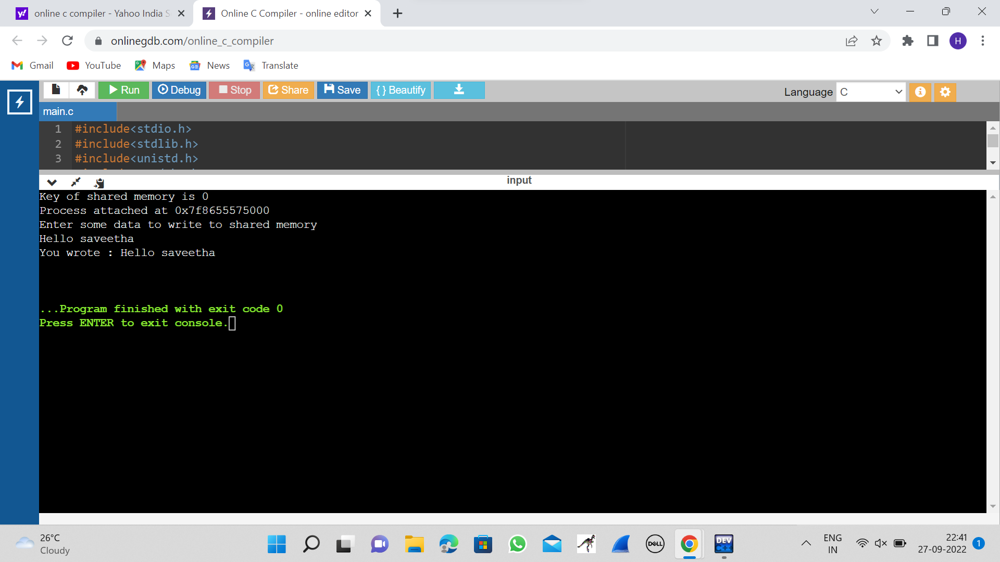 online c compiler - Yahoo India S
Online C Compiler - online editor
onlinegdb.com/online_c_compiler
H
Gmail
YouTube
Maps
News
Translate
Run
Debug
Stop
Share
Save
{ } Beautify
Language
C
main.c
1 #include<stdio.h>
2 #include<stdlib.h>
3 #include<unistd.h>
input
Key of shared memory is 0
Process attached at 0x7f8655575000
Enter some data to write to shared memory
Hello saveetha
You wrote : Hello saveetha
...Program finished with exit code 0
Press ENTER to exit console.
26°C
Cloudy
DELL
DEV
C++
ENG
IN
22:41
27-09-2022
1